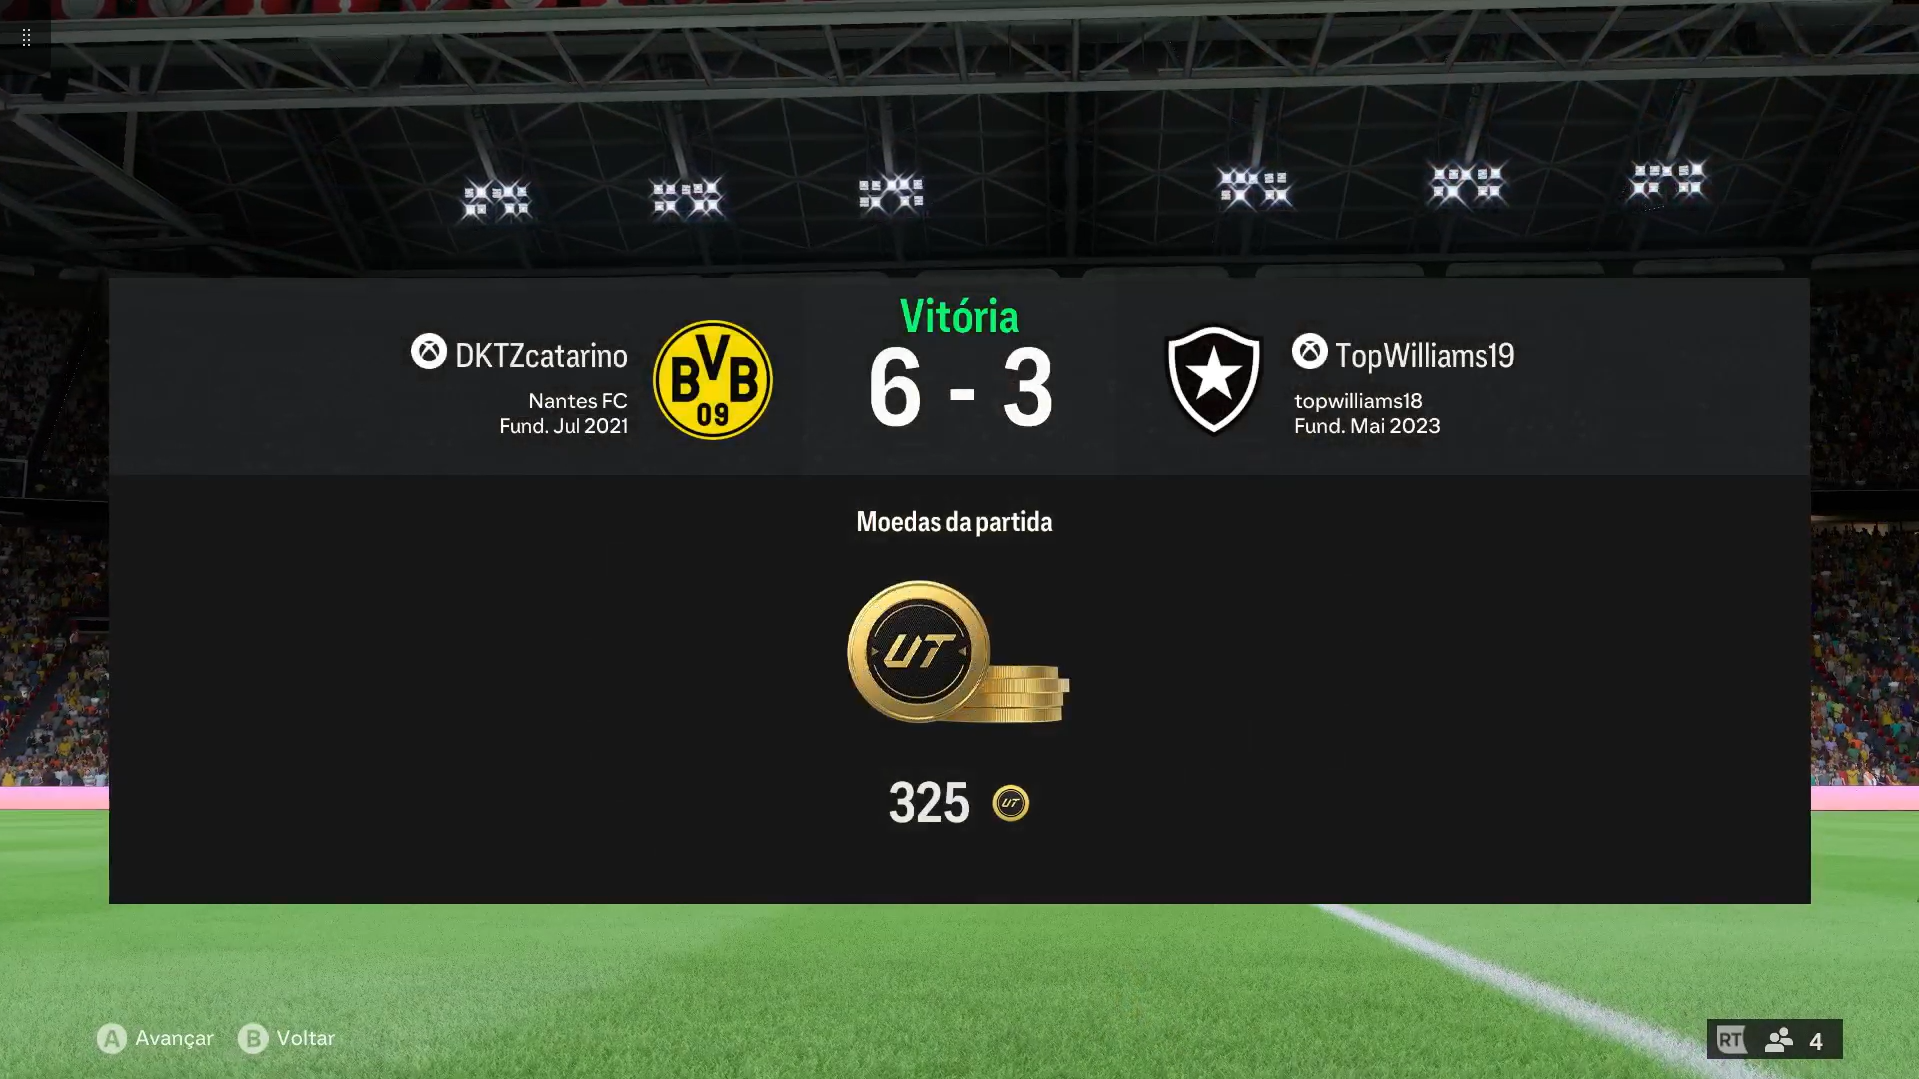 Vitória
DKTZcatarino
Nantes FC
Fund. Jul 2021
BVB
09
6 - 3
TopWilliams19
topwilliams18
Fund. Mai 2023
Moedas da partida
UT
325 UT
A Avançar B Voltar
RT 4